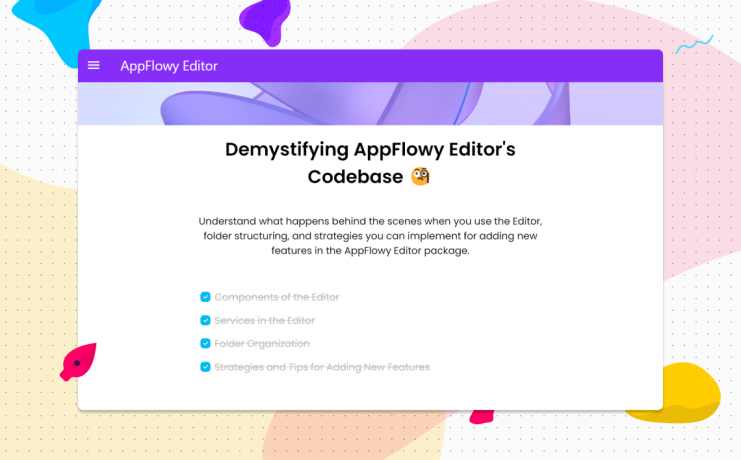 AppFlowy Editor
Demystifying AppFlowy Editor's
Codebase 🧐
Understand what happens behind the scenes when you use the Editor,
folder structuring, and strategies you can implement for adding new
features in the AppFlowy Editor package.
Components of the Editor
Services in the Editor
Folder Organization
Strategies and Tips for Adding New Features